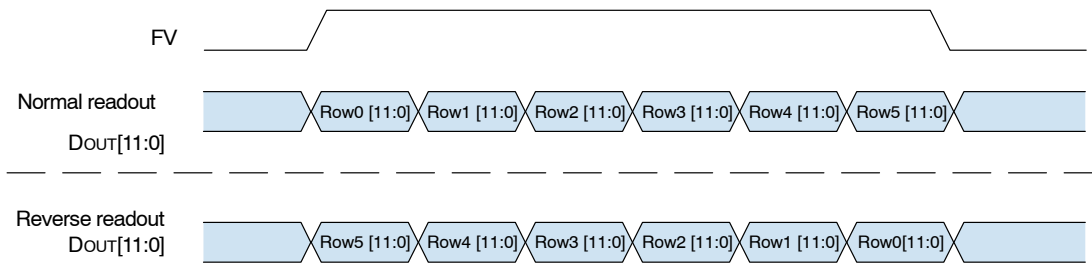 FV
Normal readout
DOUT[11:0]
Row0 [11:0] Row1 [11:0] Row2 [11:0] Row3 [11:0] Row4 [11:0] Row5 [11:0]
Reverse readout
DOUT[11:0]
Row5 [11:0] Row4 [11:0] Row3 [11:0] Row2 [11:0] Row1 [11:0] Row0[11:0]